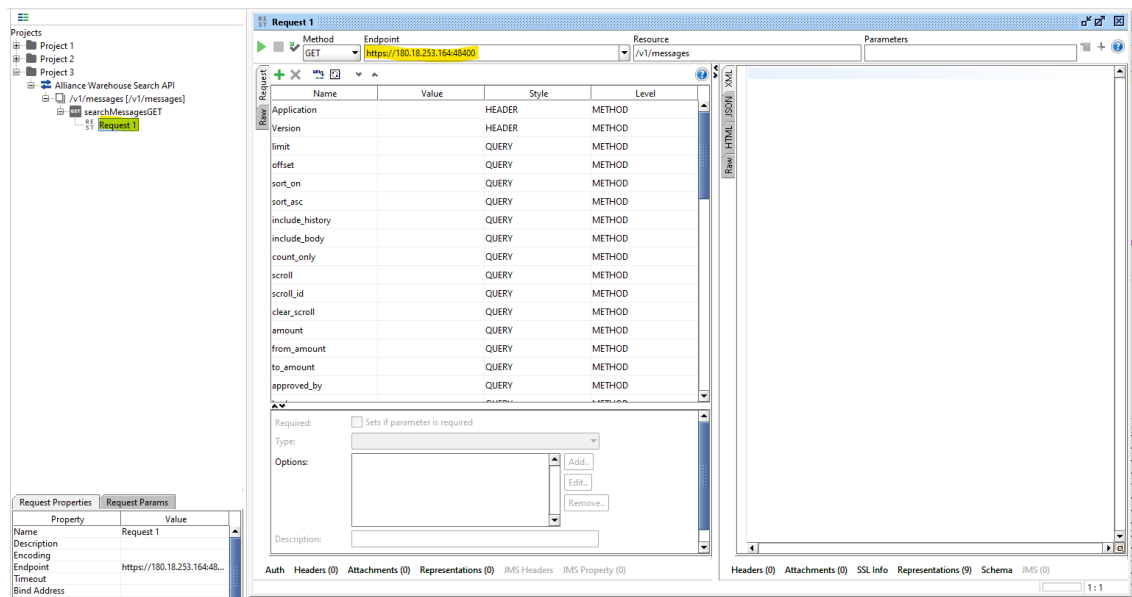 Projects
Project 1
Project 2
Project 3
Alliance Warehouse Search API
/v1/messages [/v1/messages]
GET searchMessagesGET
REST Request 1
Request Properties Request Params
Property Value
Name Request 1
Description
Encoding
Endpoint https://180.18.253.164:48...
Timeout
Bind Address
REST Request 1
Method Endpoint Resource Parameters
GET https://180.18.253.164:48400 /v1/messages
Request
Raw
Name Value Style Level
Application HEADER METHOD
Version HEADER METHOD
limit QUERY METHOD
offset QUERY METHOD
sort_on QUERY METHOD
sort_asc QUERY METHOD
include_history QUERY METHOD
include_body QUERY METHOD
count_only QUERY METHOD
scroll QUERY METHOD
scroll_id QUERY METHOD
clear_scroll QUERY METHOD
amount QUERY METHOD
from_amount QUERY METHOD
to_amount QUERY METHOD
approved_by QUERY METHOD
Required: Sets if parameter is required
Type:
Options: Add..
Edit..
Remove..
Description:
Auth Headers (0) Attachments (0) Representations (0) JMS Headers JMS Property (0)
XML
JSON
HTML
Raw
Headers (0) Attachments (0) SSL Info Representations (9) Schema JMS (0)
1 : 1